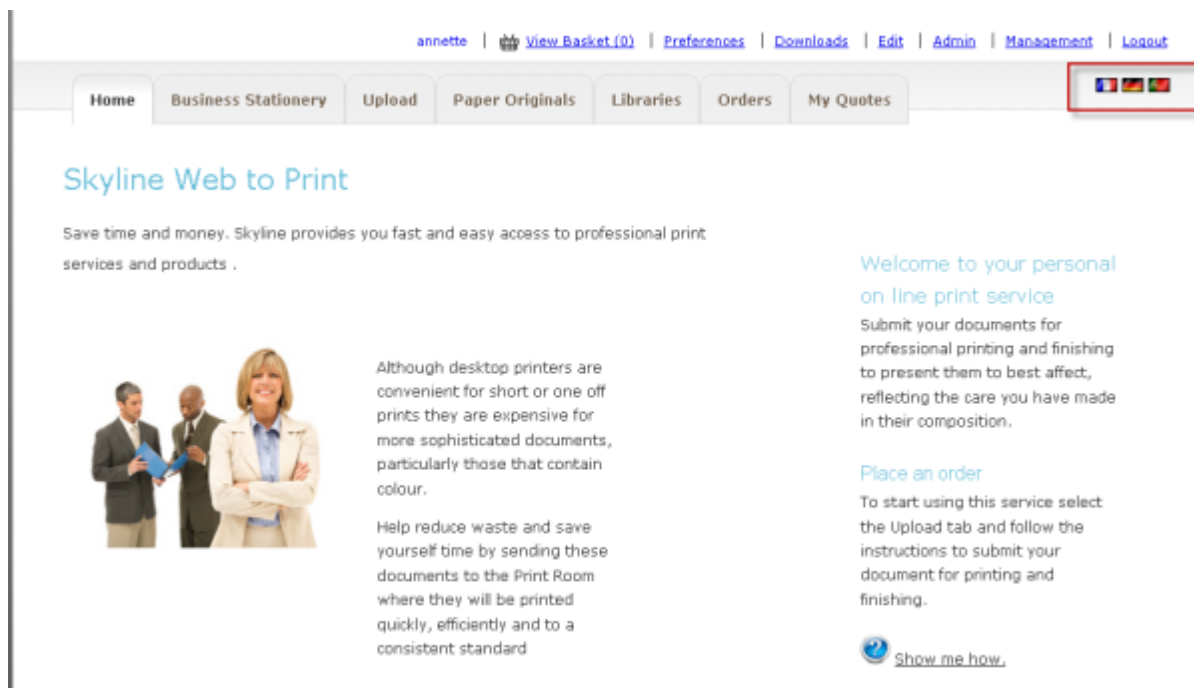 annette | View Basket (0) | Preferences | Downloads | Edit | Admin | Management | Logout
Home Business Stationery Upload Paper Originals Libraries Orders My Quotes
Skyline Web to Print
Save time and money. Skyline provides you fast and easy access to professional print
services and products .
Although desktop printers are
convenient for short or one off
prints they are expensive for
more sophisticated documents,
particularly those that contain
colour.
Help reduce waste and save
yourself time by sending these
documents to the Print Room
where they will be printed
quickly, efficiently and to a
consistent standard
Welcome to your personal
on line print service
Submit your documents for
professional printing and finishing
to present them to best affect,
reflecting the care you have made
in their composition.
Place an order
To start using this service select
the Upload tab and follow the
instructions to submit your
document for printing and
finishing.
Show me how.